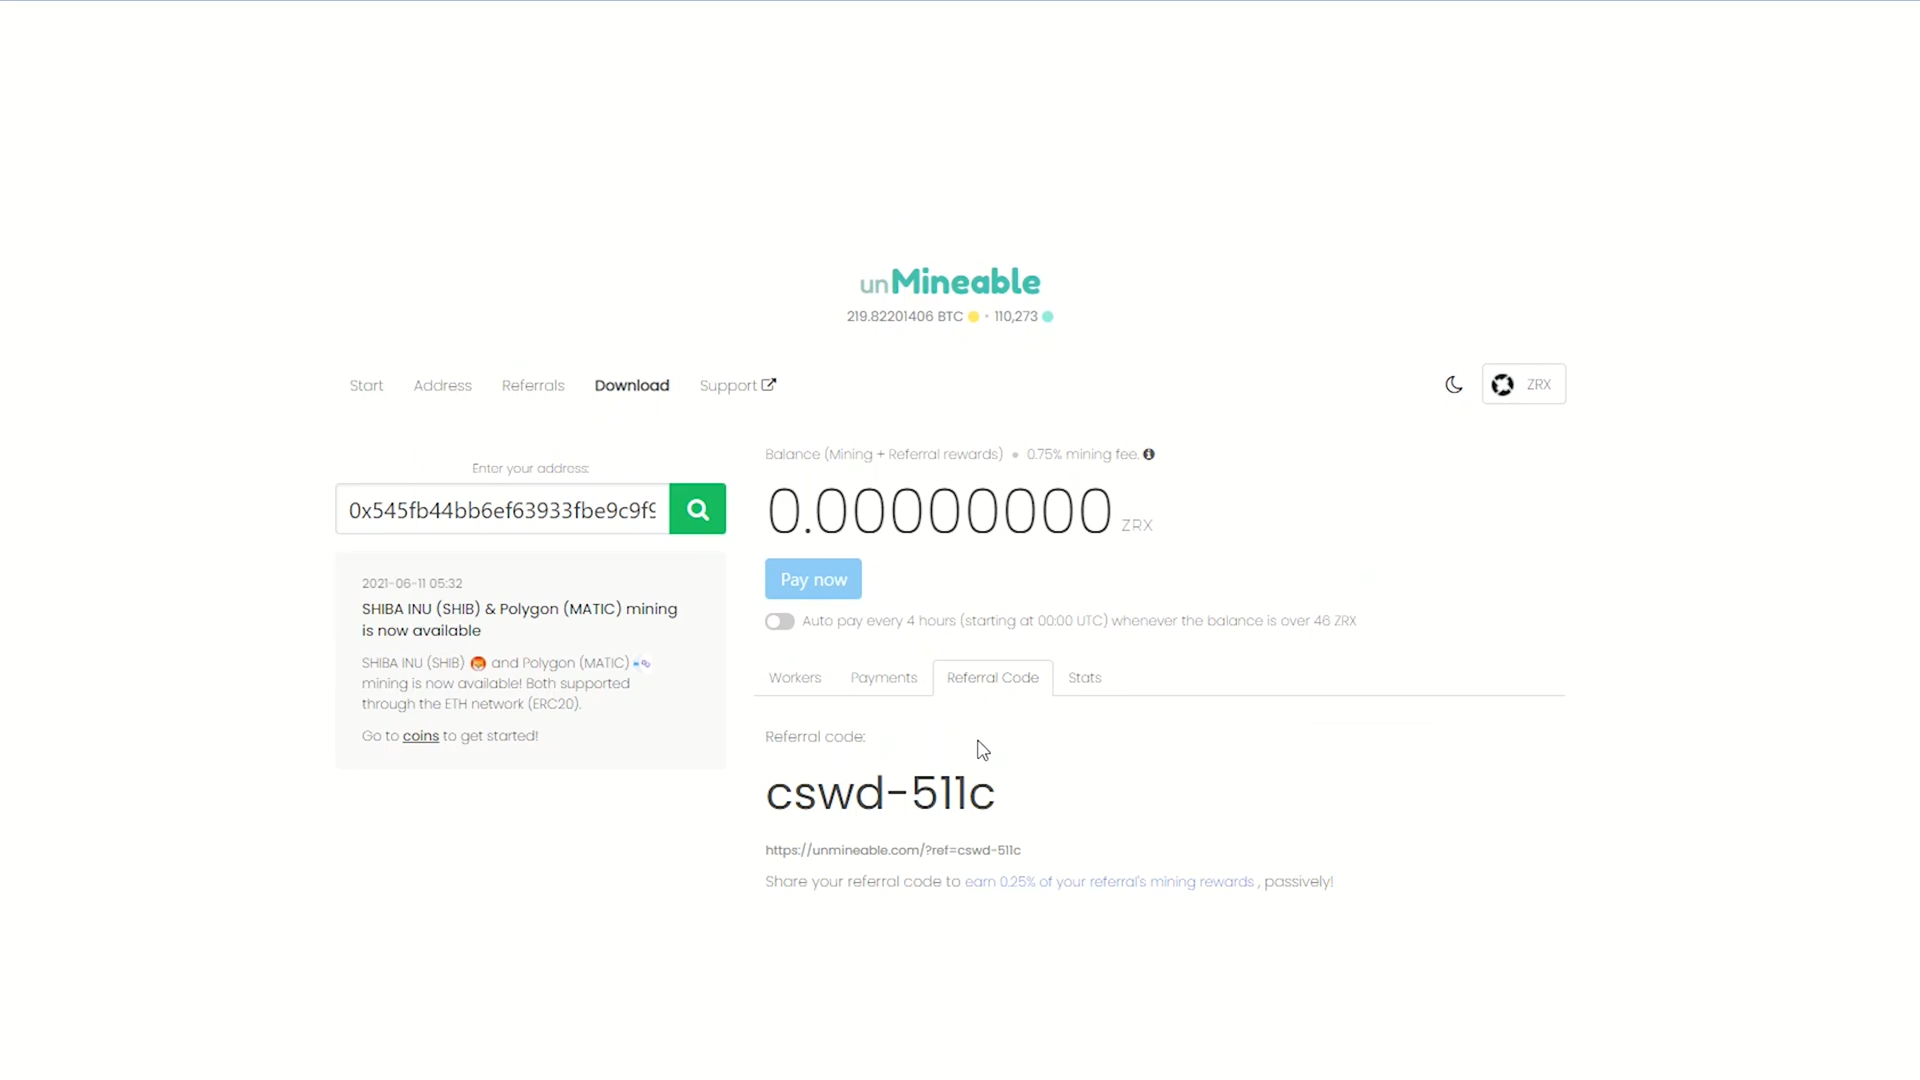 unMineable
219.82201406 BTC • 110,273
Start Address Referrals Download Support
ZRX
Enter your address:
0x545fb44bb6ef63933fbe9c9f9
2021-06-11 05:32
SHIBA INU (SHIB) & Polygon (MATIC) mining
is now available
SHIBA INU (SHIB) and Polygon (MATIC)
mining is now available! Both supported
through the ETH network (ERC20).
Go to coins to get started!
Balance (Mining + Referral rewards) • 0.75% mining fee.
0.00000000 ZRX
Pay now
Auto pay every 4 hours (starting at 00:00 UTC) whenever the balance is over 46 ZRX
Workers Payments Referral Code Stats
Referral code:
cswd-511c
https://unmineable.com/?ref=cswd-511c
Share your referral code to earn 0.25% of your referral's mining rewards , passively!